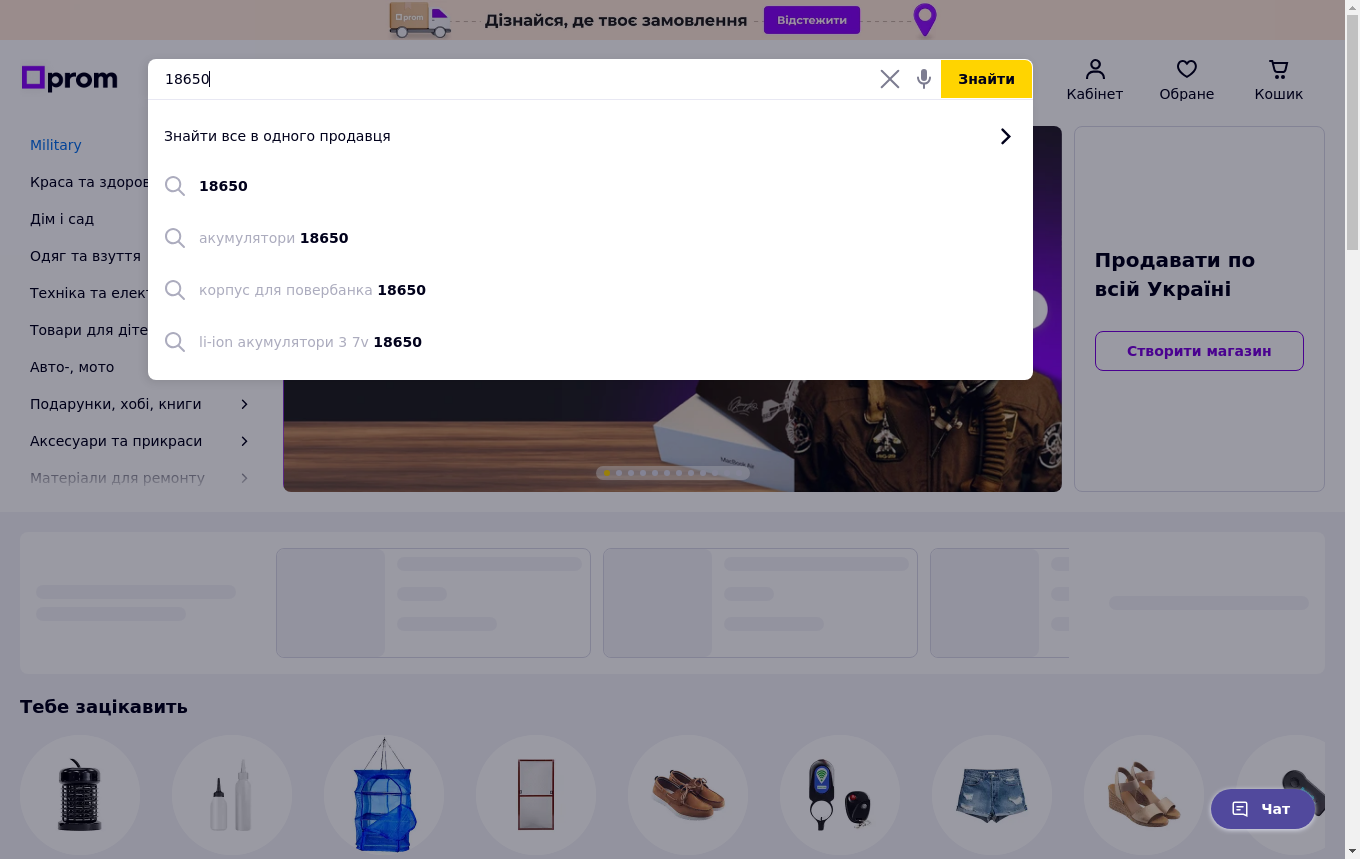 prom
Дізнайся, де твоє замовлення
Відстежити
prom
18650
Знайти
Кабінет
Обране
Кошик
Знайти все в одного продавця
18650
акумулятори 18650
корпус для повербанка 18650
li-ion акумулятори 3 7v 18650
Military
Краса та здоров
Дім і сад
Одяг та взуття
Техніка та елект
Товари для діте
Авто-, мото
Подарунки, хобі, книги
Аксесуари та прикраси
Матеріали для ремонту
MacBook Air
Продавати по
всій Україні
Створити магазин
Тебе зацікавить
Чат